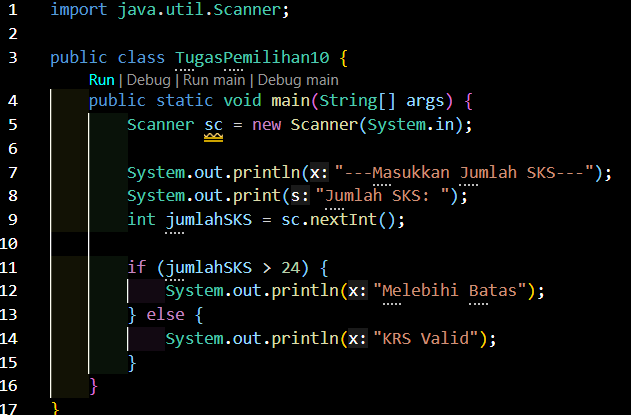 1 import java.util.Scanner;
2
3 public class TugasPemilihan10 {
Run | Debug | Run main | Debug main
4 public static void main(String[] args) {
5 Scanner sc = new Scanner(System.in);
6
7 System.out.println(x: "---Masukkan Jumlah SKS---");
8 System.out.print(s: "Jumlah SKS: ");
9 int jumlahSKS = sc.nextInt();
10
11 if (jumlahSKS > 24) {
12 System.out.println(x: "Melebihi Batas");
13 } else {
14 System.out.println(x: "KRS Valid");
15 }
16 }
17 }